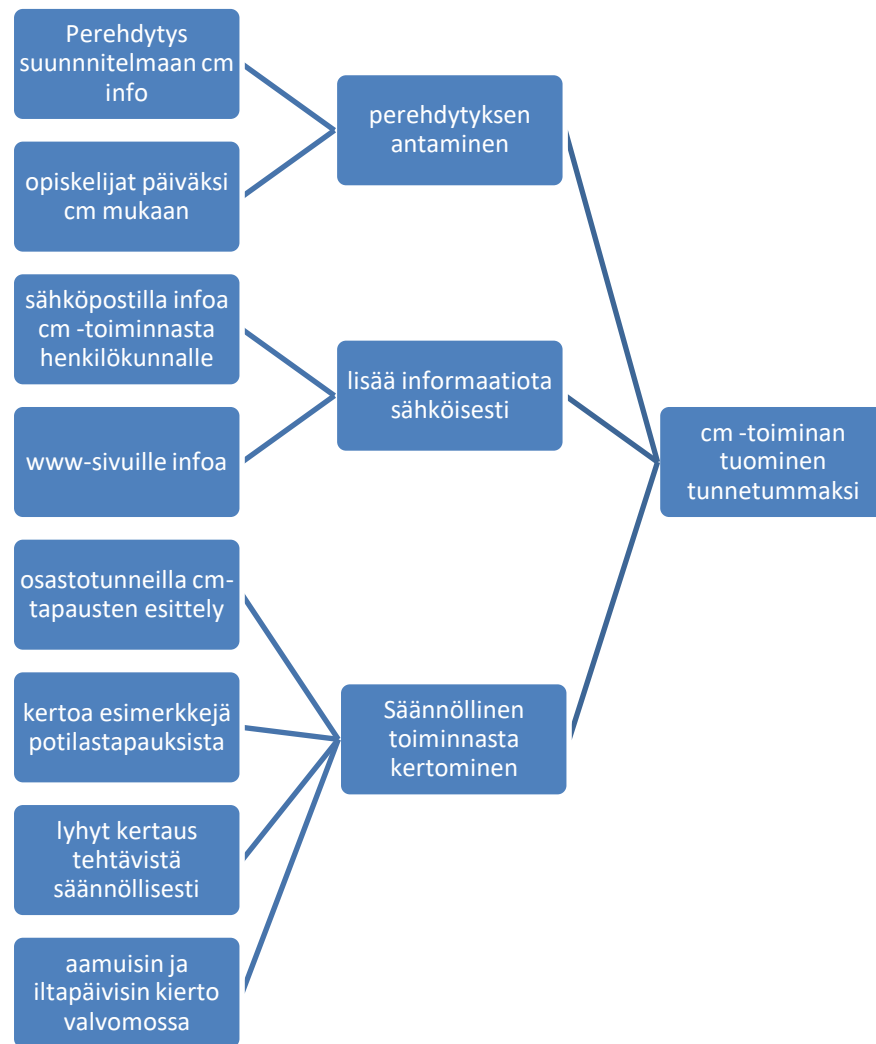 Perehdytys
suunnnitelmaan cm
info
opiskelijat päiväksi
cm mukaan
sähköpostilla infoa
cm -toiminnasta
henkilökunnalle
www-sivuille infoa
osastotunneilla cm-
tapausten esittely
kertoa esimerkkejä
potilastapauksista
lyhyt kertaus
tehtävistä
säännöllisesti
aamuisin ja
iltapäivisin kierto
valvomossa
perehdytyksen
antaminen
lisää informaatiota
sähköisesti
Säännöllinen
toiminnasta
kertominen
cm -toiminan
tuominen
tunnetummaksi